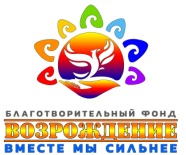 БЛАГОТВОРИТЕЛЬНЫЙ ФОНД
ВОЗРОЖДЕНИЕ
ВМЕСТЕ МЫ СИЛЬНЕЕ